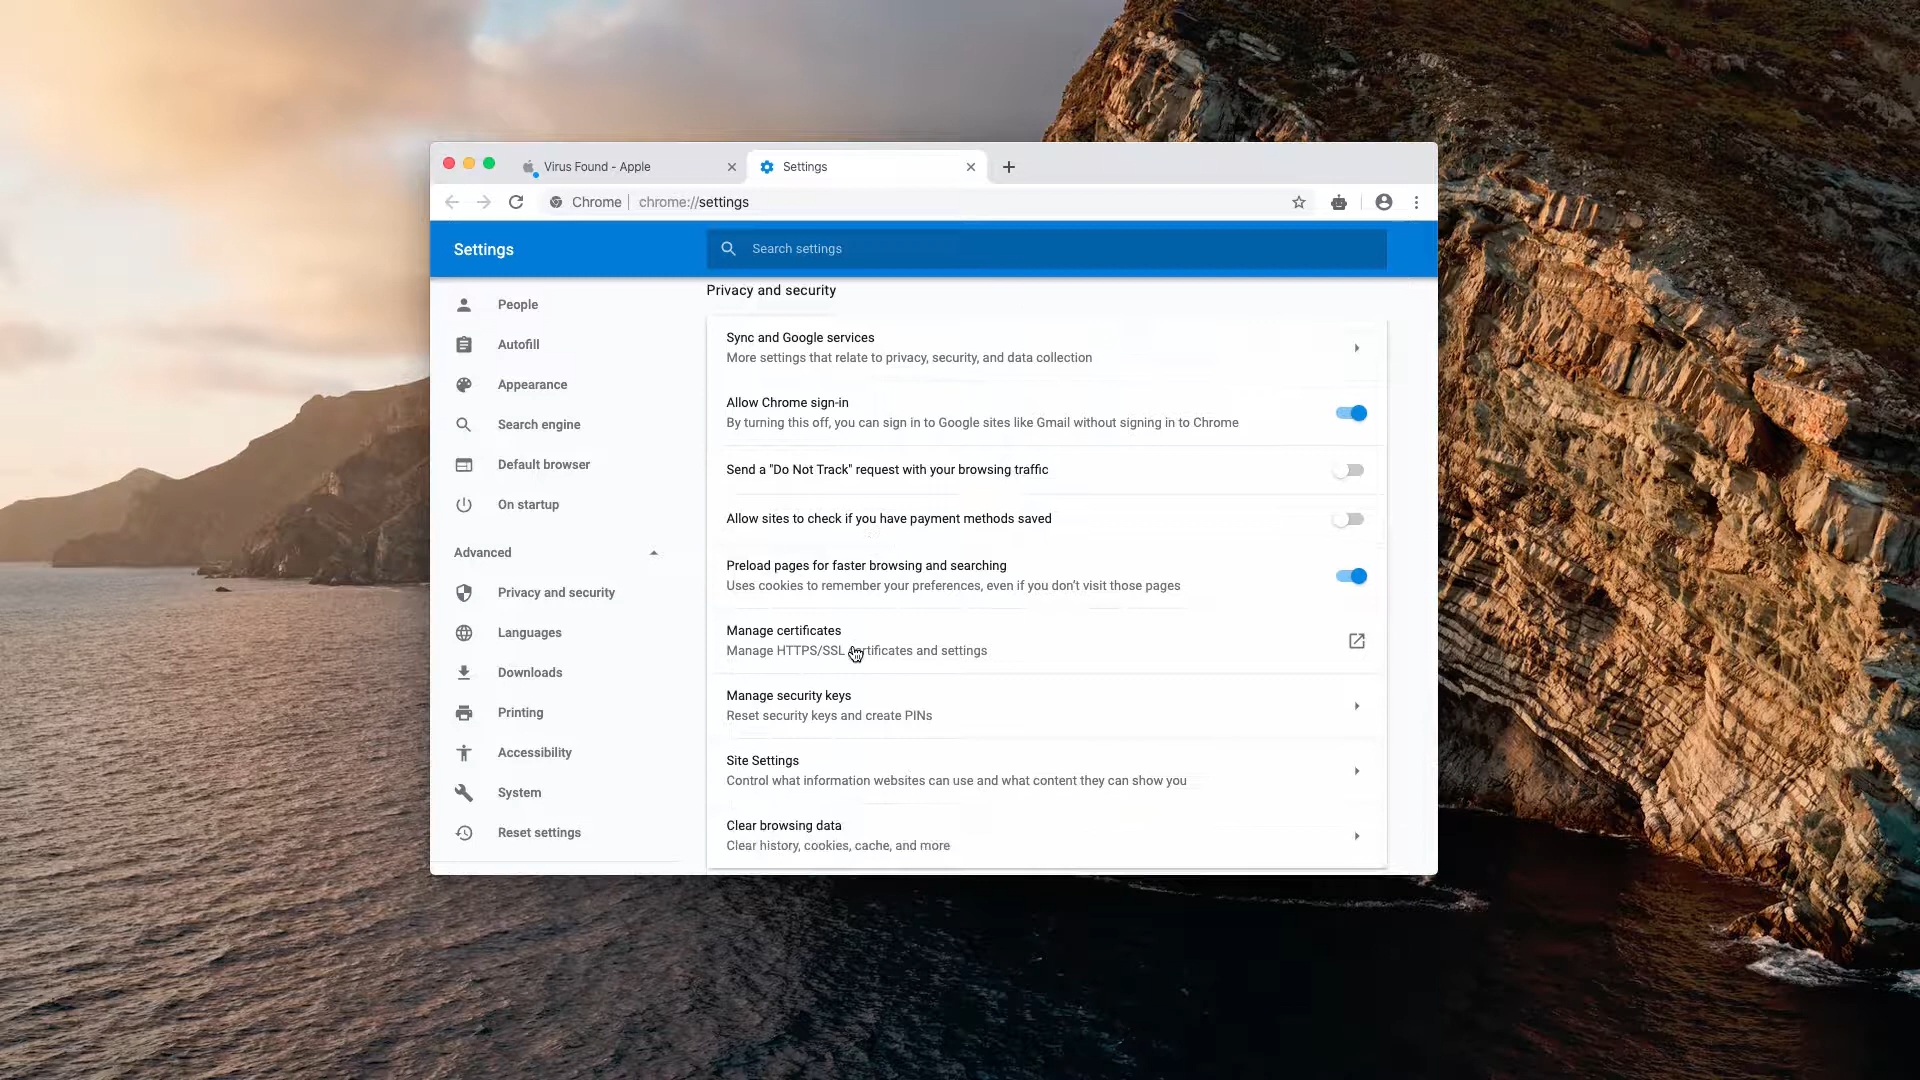 Virus Found - Apple
Settings
Chrome | chrome://settings
Settings
Search settings
People
Autofill
Appearance
Search engine
Default browser
On startup
Advanced
Privacy and security
Languages
Downloads
Printing
Accessibility
System
Reset settings
Privacy and security
Sync and Google services
More settings that relate to privacy, security, and data collection
Allow Chrome sign-in
By turning this off, you can sign in to Google sites like Gmail without signing in to Chrome
Send a "Do Not Track" request with your browsing traffic
Allow sites to check if you have payment methods saved
Preload pages for faster browsing and searching
Uses cookies to remember your preferences, even if you don't visit those pages
Manage certificates
Manage HTTPS/SSL certificates and settings
Manage security keys
Reset security keys and create PINs
Site Settings
Control what information websites can use and what content they can show you
Clear browsing data
Clear history, cookies, cache, and more